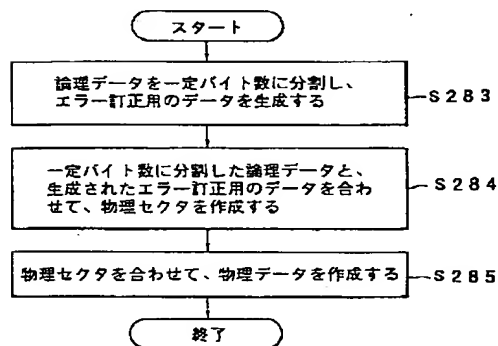 スタート
論理データを一定バイト数に分割し、
エラー訂正用のデータを生成する
S283
一定バイト数に分割した論理データと、
生成されたエラー訂正用のデータを合わ
せて、物理セクタを作成する
S284
物理セクタを合わせて、物理データを作成する
S285
終了